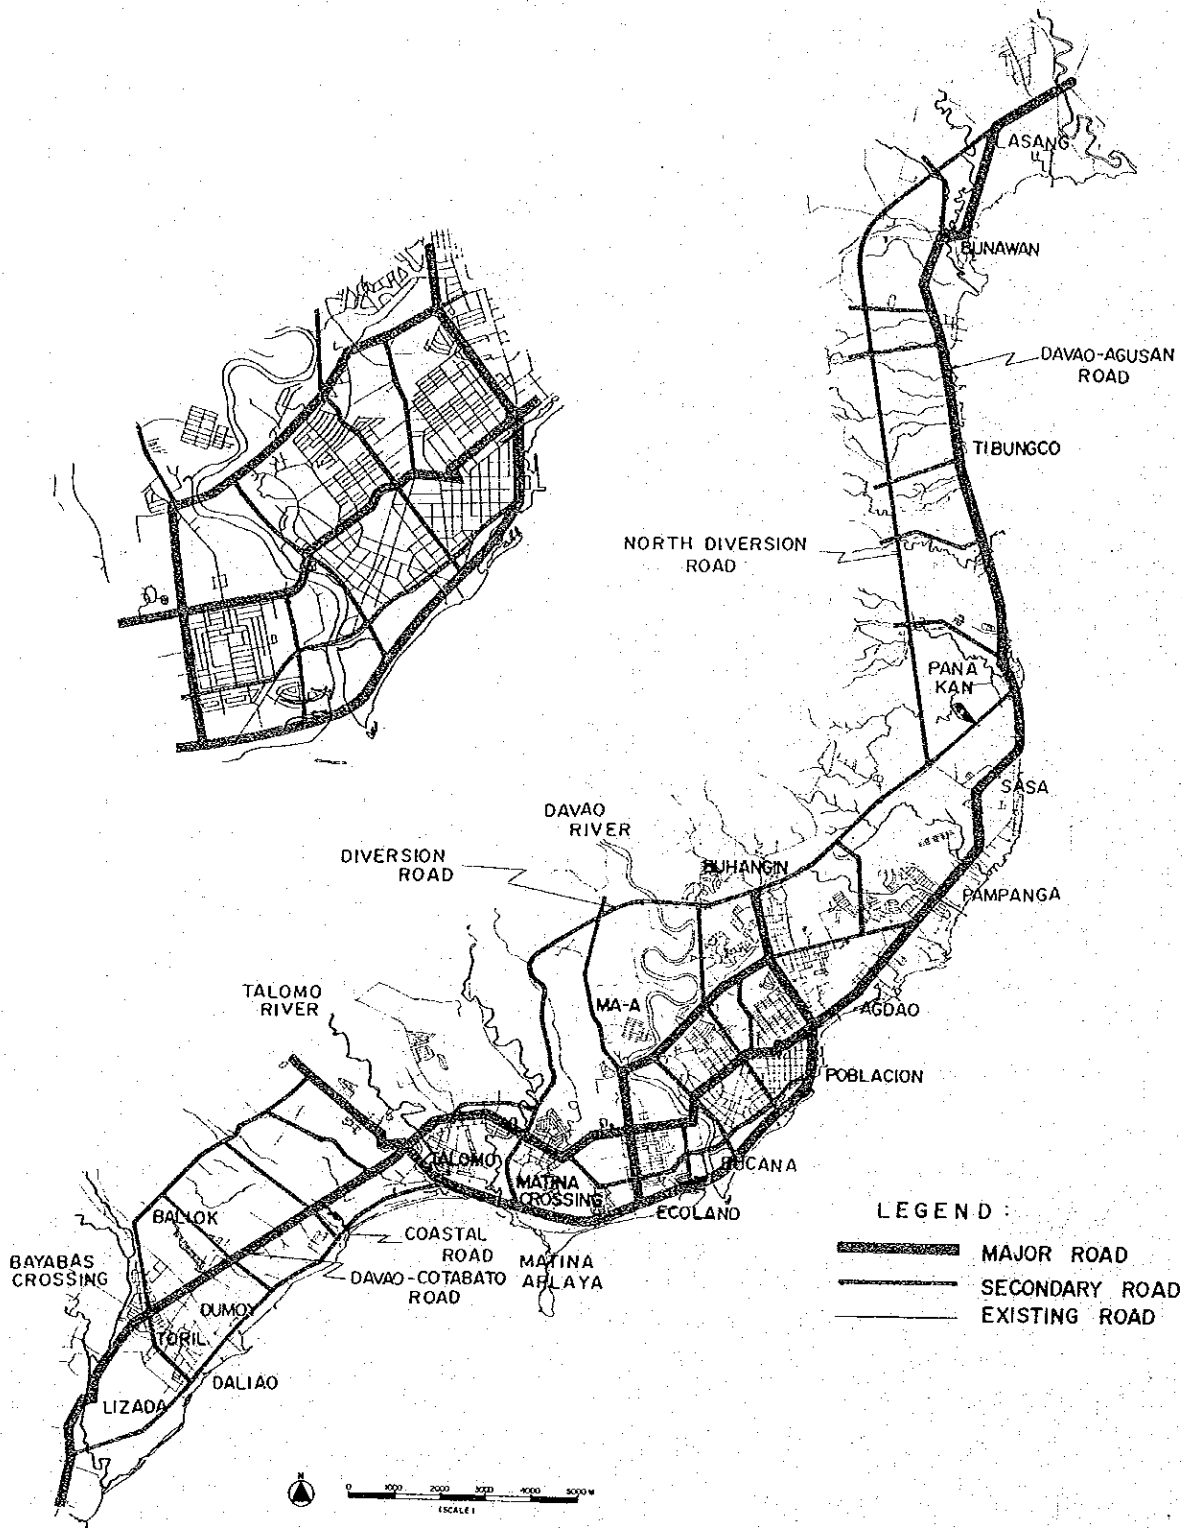 LASANG
BUNAWAN
DAVAO-AGUSAN
ROAD
TIBUNGCO
NORTH DIVERSION
ROAD
PANA
KAN
SASA
DAVAO
RIVER
DIVERSION
ROAD
BUHANGIN
PAMPANGA
TALOMO
RIVER
MA-A
AGDAO
POBLACION
TALOMO
BUCANA
MATINA
CROSSING
ECOLAND
BALIOK
COASTAL
ROAD
MATINA
APLAYA
BAYABAS
CROSSING
DAVAO-COTABATO
ROAD
DUMOY
TORIL
DALIAO
LIZADA
LEGEND :
MAJOR ROAD
SECONDARY ROAD
EXISTING ROAD
N
0 1000 2000 3000 4000 5000 M
(SCALE)